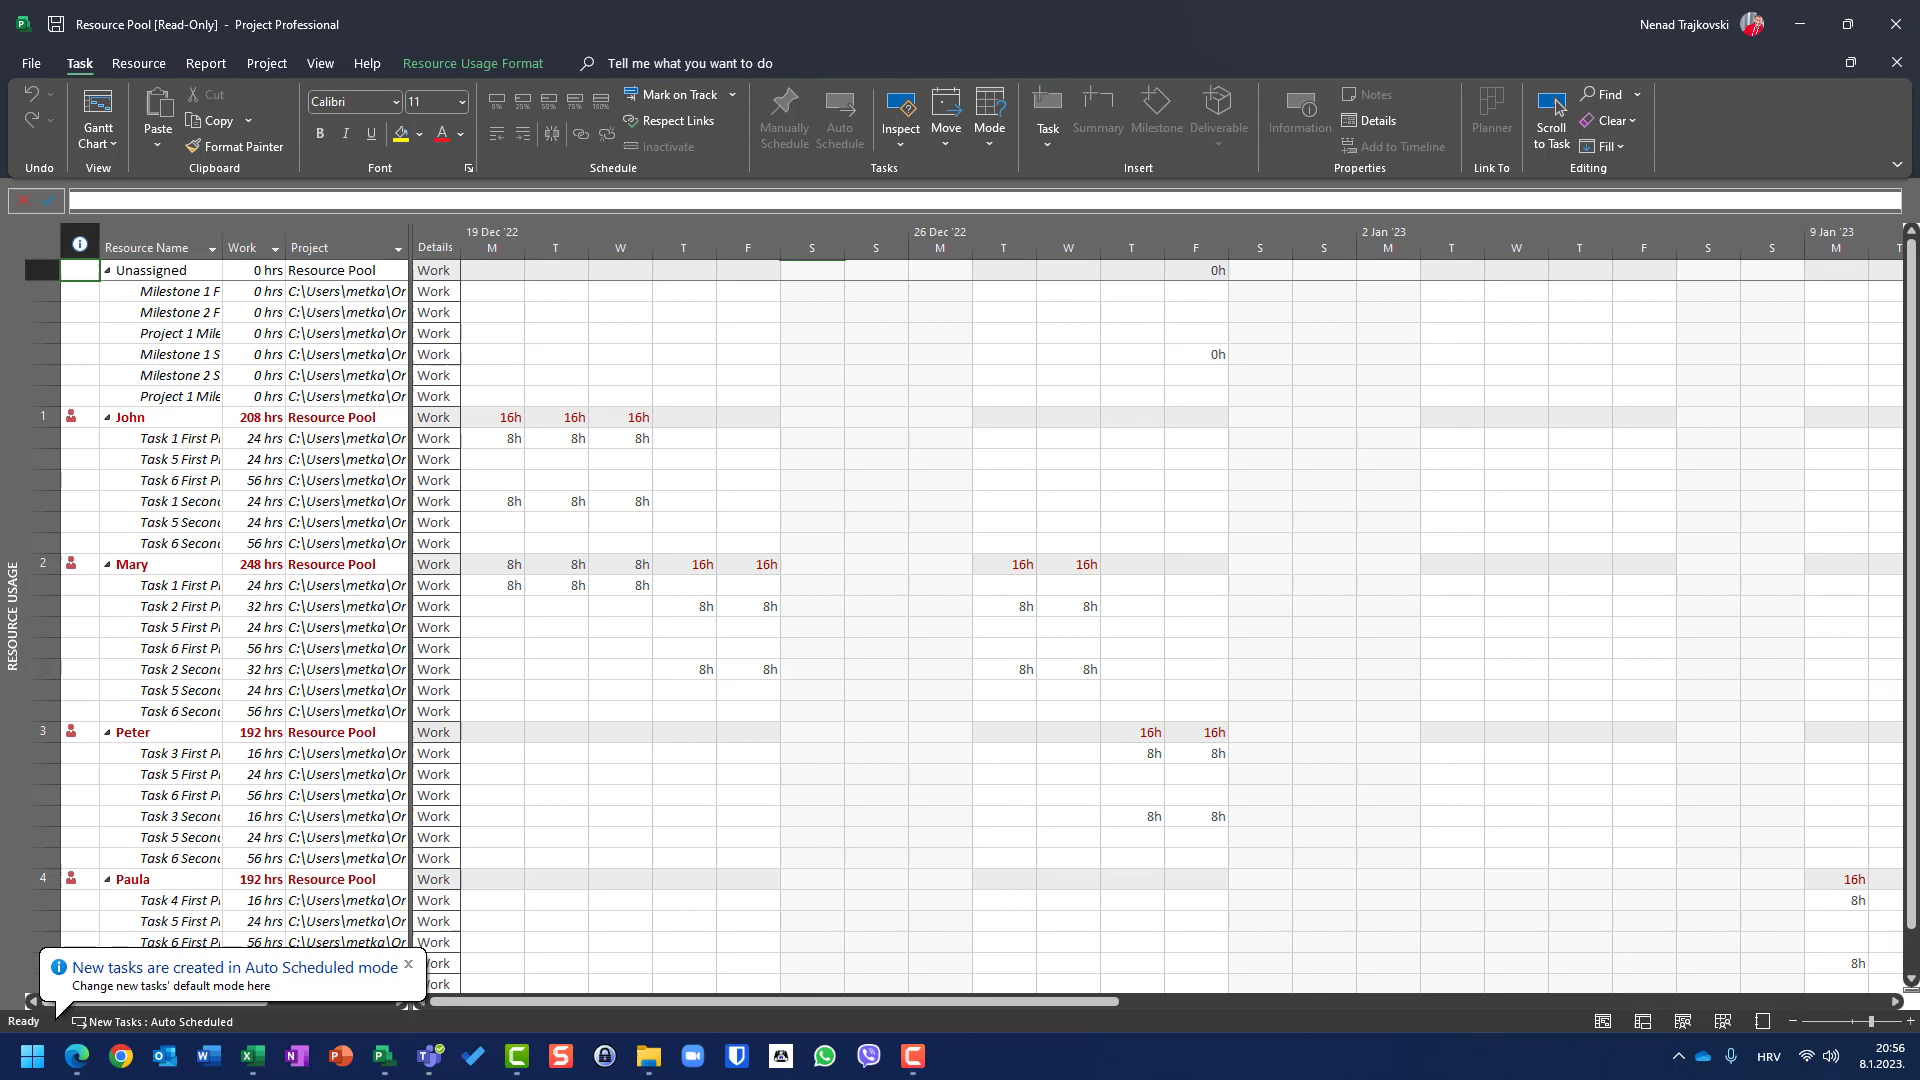 Resource Pool [Read-Only] - Project Professional
Nenad Trajkovski
File Task Resource Report Project View Help Resource Usage Format Tell me what you want to do
Undo
Gantt Chart
View
Paste
Cut
Copy
Format Painter
Clipboard
Calibri 11
B I U A
Font
0% 25% 50% 75% 100%
Mark on Track
Respect Links
Inactivate
Schedule
Manually Schedule
Auto Schedule
Inspect
Move
Mode
Tasks
Task
Summary
Milestone
Deliverable
Insert
Information
Notes
Details
Add to Timeline
Properties
Planner
Link To
Scroll to Task
Find
Clear
Fill
Editing
19 Dec '22 26 Dec '22 2 Jan '23 9 Jan '23
Resource Name Work Project Details M T W T F S S M T W T F S S M T W T F S S M T
Unassigned 0 hrs Resource Pool Work 0h
Milestone 1 F 0 hrs C:\Users\metka\Or Work
Milestone 2 F 0 hrs C:\Users\metka\Or Work
Project 1 Mile 0 hrs C:\Users\metka\Or Work
Milestone 1 S 0 hrs C:\Users\metka\Or Work 0h
Milestone 2 S 0 hrs C:\Users\metka\Or Work
Project 1 Mile 0 hrs C:\Users\metka\Or Work
1 John 208 hrs Resource Pool Work 16h 16h 16h
Task 1 First P 24 hrs C:\Users\metka\Or Work 8h 8h 8h
Task 5 First P 24 hrs C:\Users\metka\Or Work
Task 6 First P 56 hrs C:\Users\metka\Or Work
Task 1 Secon 24 hrs C:\Users\metka\Or Work 8h 8h 8h
Task 5 Secon 24 hrs C:\Users\metka\Or Work
Task 6 Secon 56 hrs C:\Users\metka\Or Work
2 Mary 248 hrs Resource Pool Work 8h 8h 8h 16h 16h 16h 16h
Task 1 First P 24 hrs C:\Users\metka\Or Work 8h 8h 8h
Task 2 First P 32 hrs C:\Users\metka\Or Work 8h 8h 8h 8h
Task 5 First P 24 hrs C:\Users\metka\Or Work
Task 6 First P 56 hrs C:\Users\metka\Or Work
Task 2 Secon 32 hrs C:\Users\metka\Or Work 8h 8h 8h 8h
Task 5 Secon 24 hrs C:\Users\metka\Or Work
Task 6 Secon 56 hrs C:\Users\metka\Or Work
3 Peter 192 hrs Resource Pool Work 16h 16h
Task 3 First P 16 hrs C:\Users\metka\Or Work 8h 8h
Task 5 First P 24 hrs C:\Users\metka\Or Work
Task 6 First P 56 hrs C:\Users\metka\Or Work
Task 3 Secon 16 hrs C:\Users\metka\Or Work 8h 8h
Task 5 Secon 24 hrs C:\Users\metka\Or Work
Task 6 Secon 56 hrs C:\Users\metka\Or Work
4 Paula 192 hrs Resource Pool Work 16h
Task 4 First P 16 hrs C:\Users\metka\Or Work 8h
Task 5 First P 24 hrs C:\Users\metka\Or Work
Task 6 First P 56 hrs C:\Users\metka\Or Work
Work 8h
Work
RESOURCE USAGE
New tasks are created in Auto Scheduled mode
Change new tasks' default mode here
Ready New Tasks : Auto Scheduled
HRV
20:56
8.1.2023.